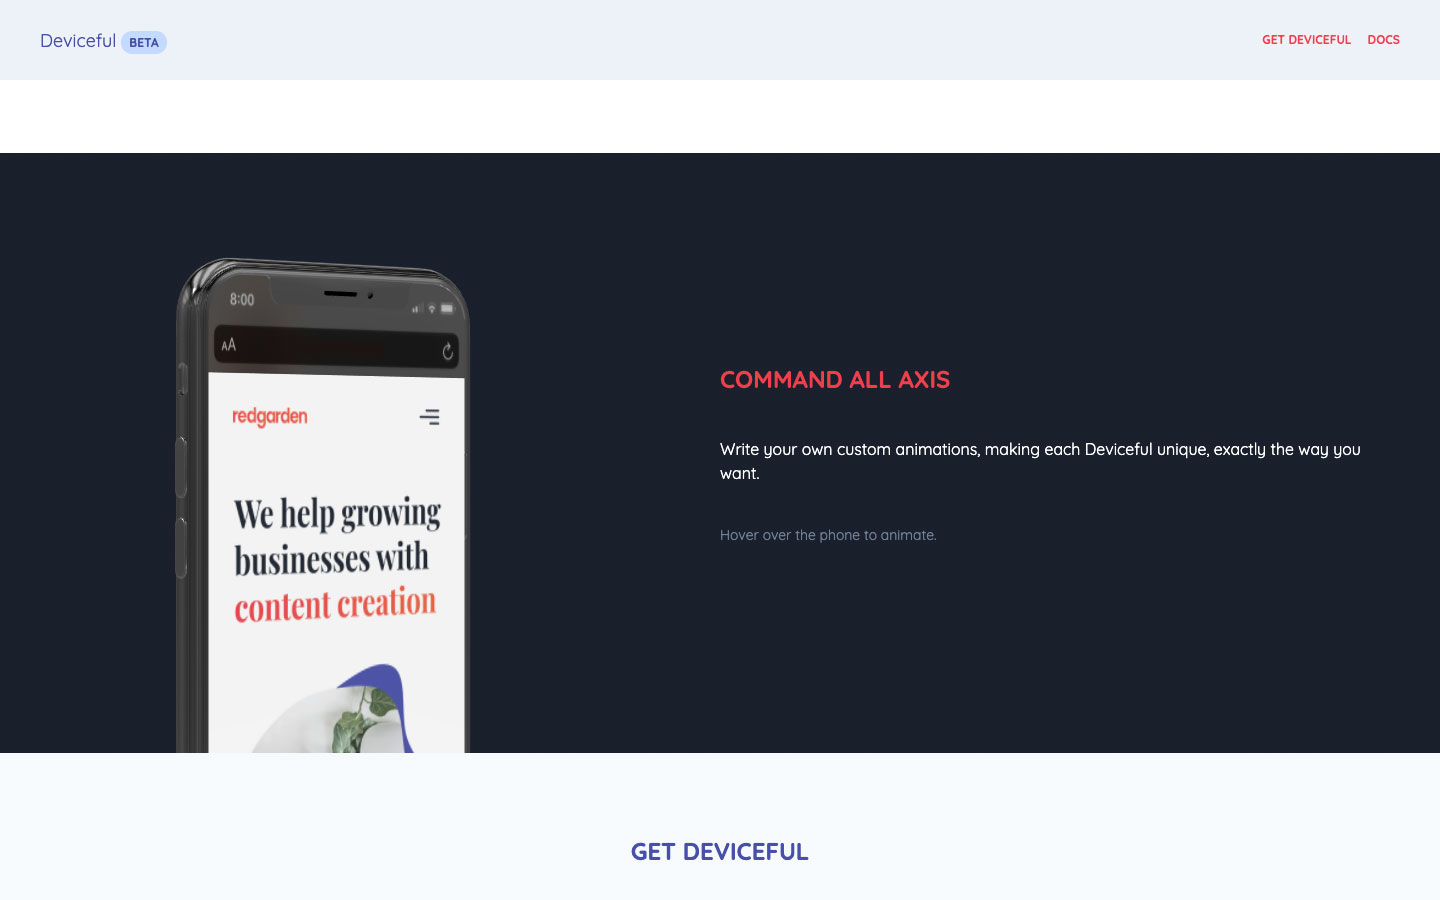 Deviceful BETA
GET DEVICEFUL DOCS
8:00
AA
redgarden
We help growing
businesses with
content creation
COMMAND ALL AXIS
Write your own custom animations, making each Deviceful unique, exactly the way you
want.
Hover over the phone to animate.
GET DEVICEFUL